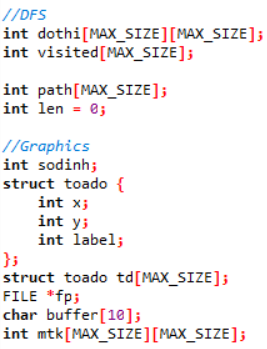 //DFS
int dothi[MAX_SIZE][MAX_SIZE];
int visited[MAX_SIZE];
int path[MAX_SIZE];
int len = 0;
//Graphics
int sodinh;
struct toado {
int x;
int y;
int label;
};
struct toado td[MAX_SIZE];
FILE *fp;
char buffer[10];
int mtk[MAX_SIZE][MAX_SIZE];